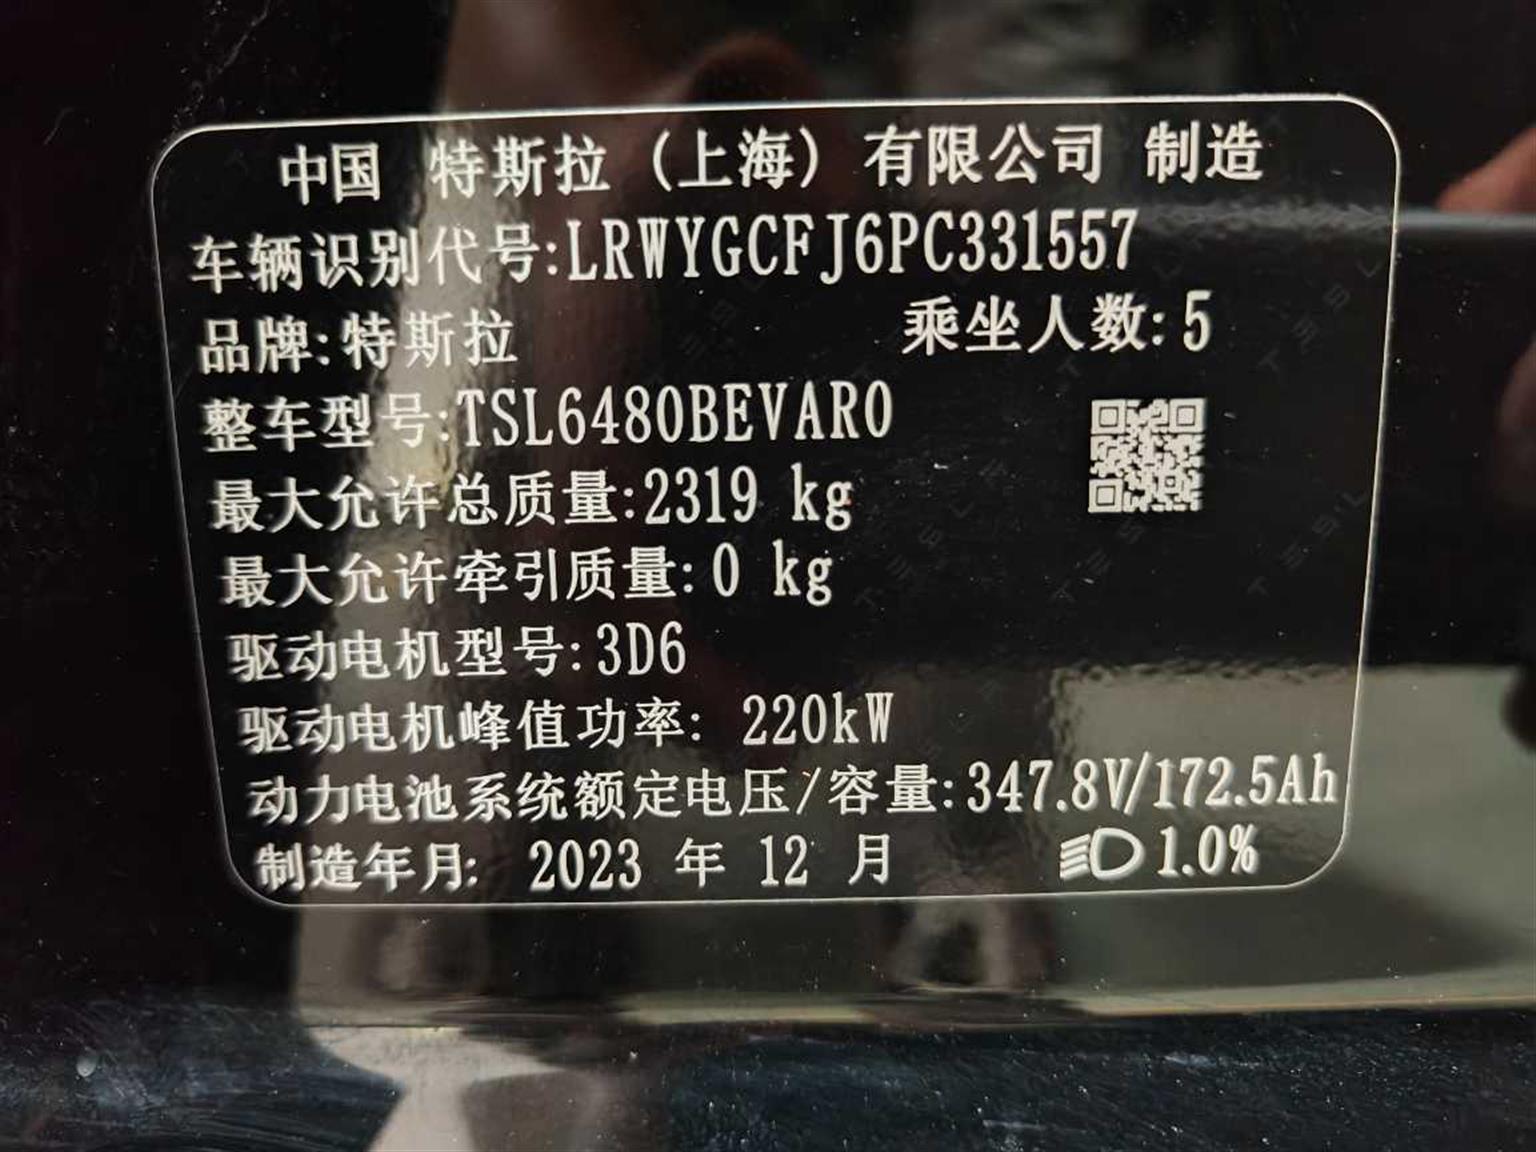 中国 特斯拉（上海）有限公司 制造
车辆识别代号:LRWYGCFJ6PC331557
品牌:特斯拉 乘坐人数:5
整车型号:TSL6480BEVAR0
最大允许总质量:2319 kg
最大允许牵引质量:0 kg
驱动电机型号:3D6
驱动电机峰值功率: 220kW
动力电池系统额定电压/容量:347.8V/172.5Ah
制造年月: 2023 年 12 月 1.0%